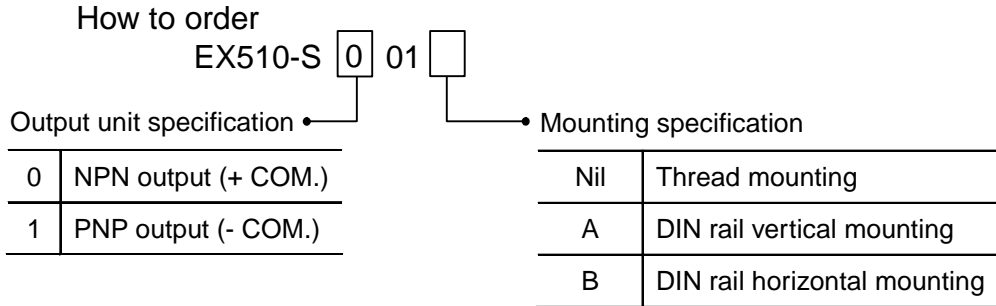 How to order
EX510-S 0 01
Output unit specification
0 NPN output (+ COM.)
1 PNP output (- COM.)
Mounting specification
Nil Thread mounting
A DIN rail vertical mounting
B DIN rail horizontal mounting